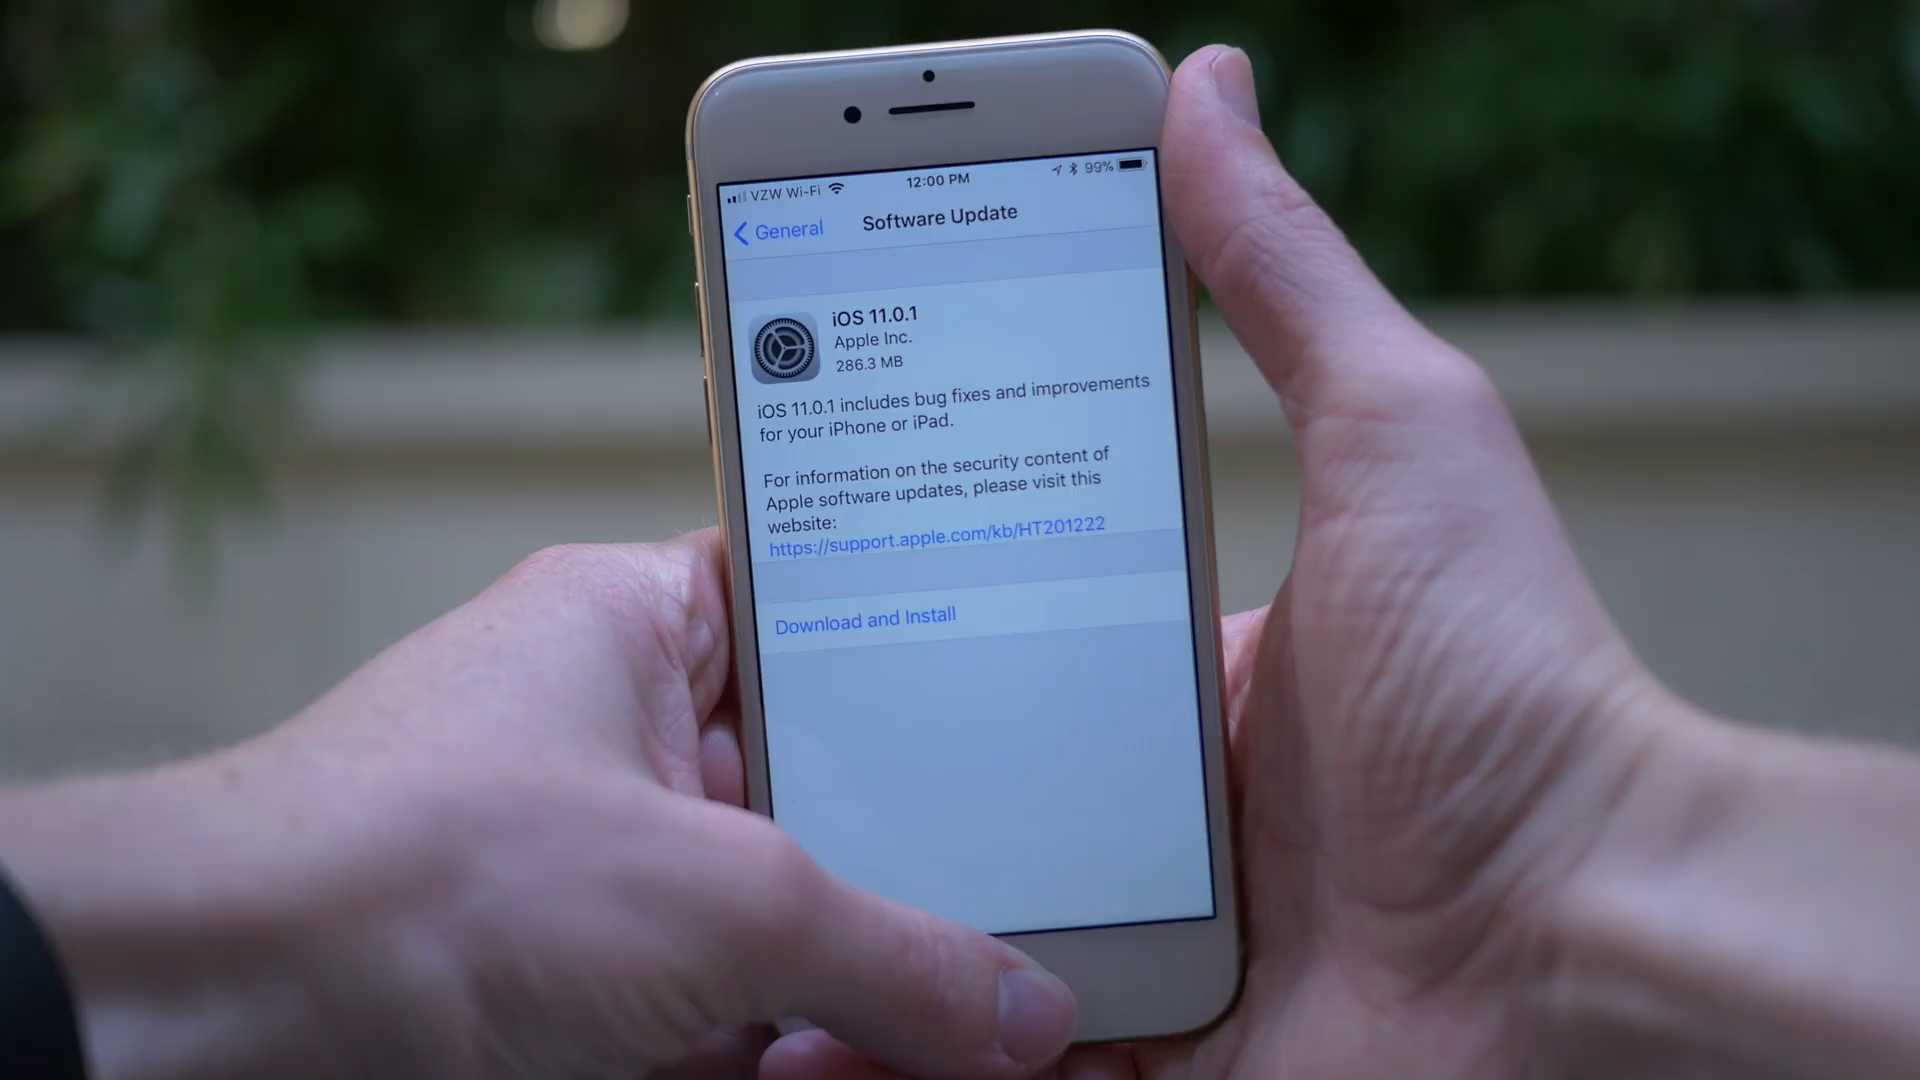 VZW Wi-Fi 12:00 PM 99%
General Software Update
iOS 11.0.1
Apple Inc.
286.3 MB
iOS 11.0.1 includes bug fixes and improvements
for your iPhone or iPad.
For information on the security content of
Apple software updates, please visit this
website:
https://support.apple.com/kb/HT201222
Download and Install